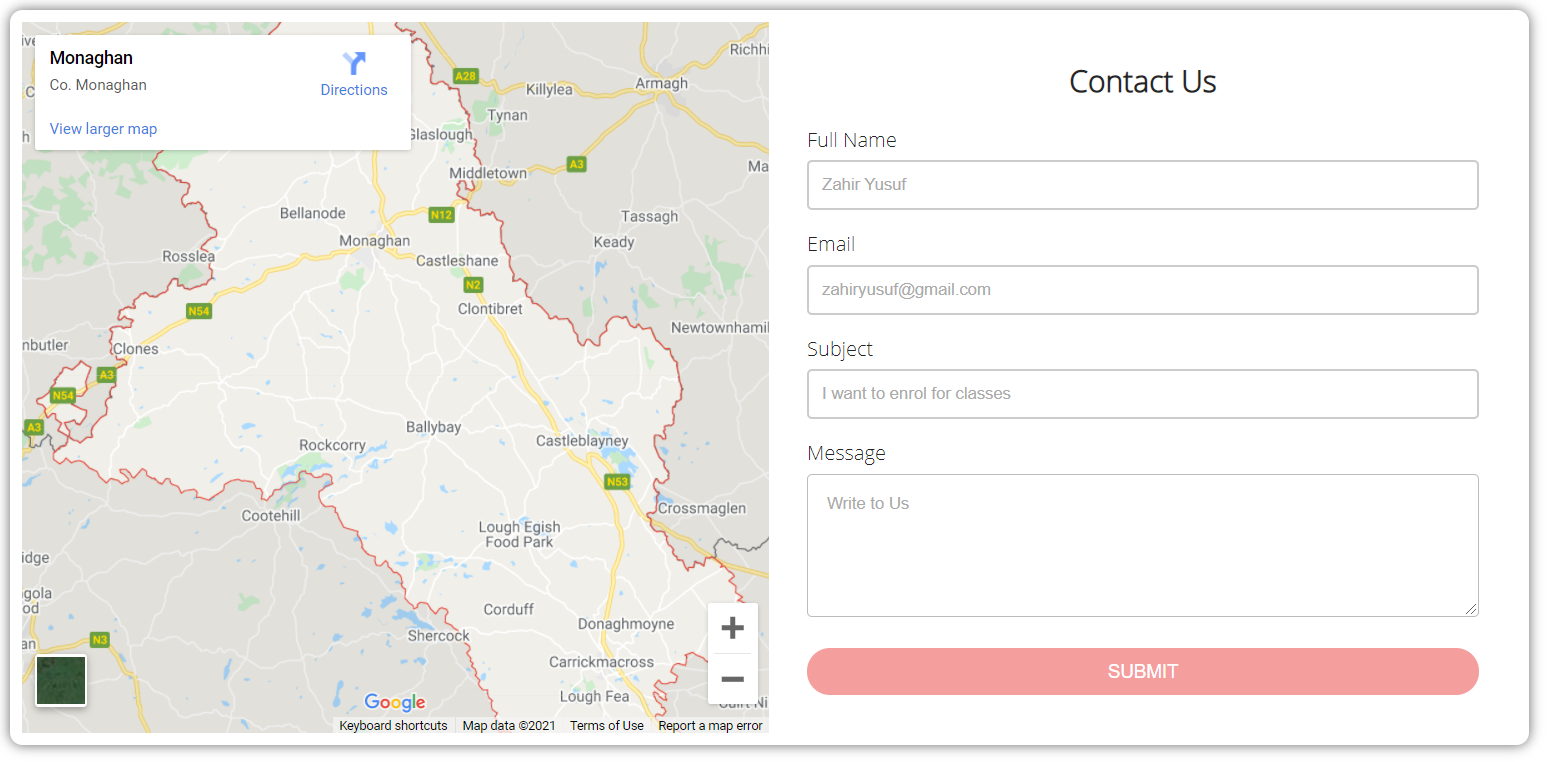 Monaghan
Co. Monaghan
Directions
View larger map
A28
Killylea
Armagh
Richhi
Tynan
Glaslough
A3
Middletown
Ma
Bellanode
N12
Tassagh
Monaghan
Keady
Rosslea
Castleshane
N2
Clontibret
N54
Newtownhamil
nbutler
Clones
A3
N54
A3
Ballybay
Rockcorry
Castleblayney
N53
Cootehill
Crossmaglen
Lough Egish
Food Park
idge
gola
od
Corduff
Donaghmoyne
Shercock
an
N3
Carrickmacross
Lough Fea
Google
Keyboard shortcuts
Map data ©2021
Terms of Use
Report a map error
Contact Us
Full Name
Zahir Yusuf
Email
zahiryusuf@gmail.com
Subject
I want to enrol for classes
Message
Write to Us
SUBMIT